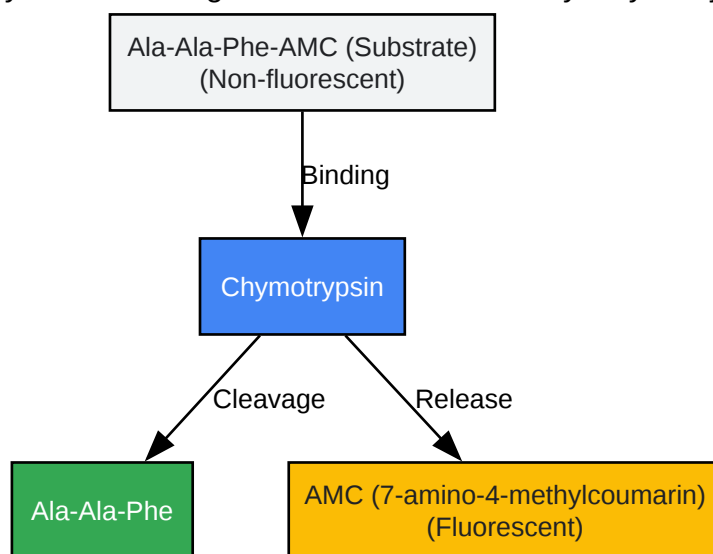 Ala-Ala-Phe-AMC (Substrate)
(Non-fluorescent)
Binding
Chymotrypsin
Cleavage
Release
Ala-Ala-Phe
AMC (7-amino-4-methylcoumarin)
(Fluorescent)